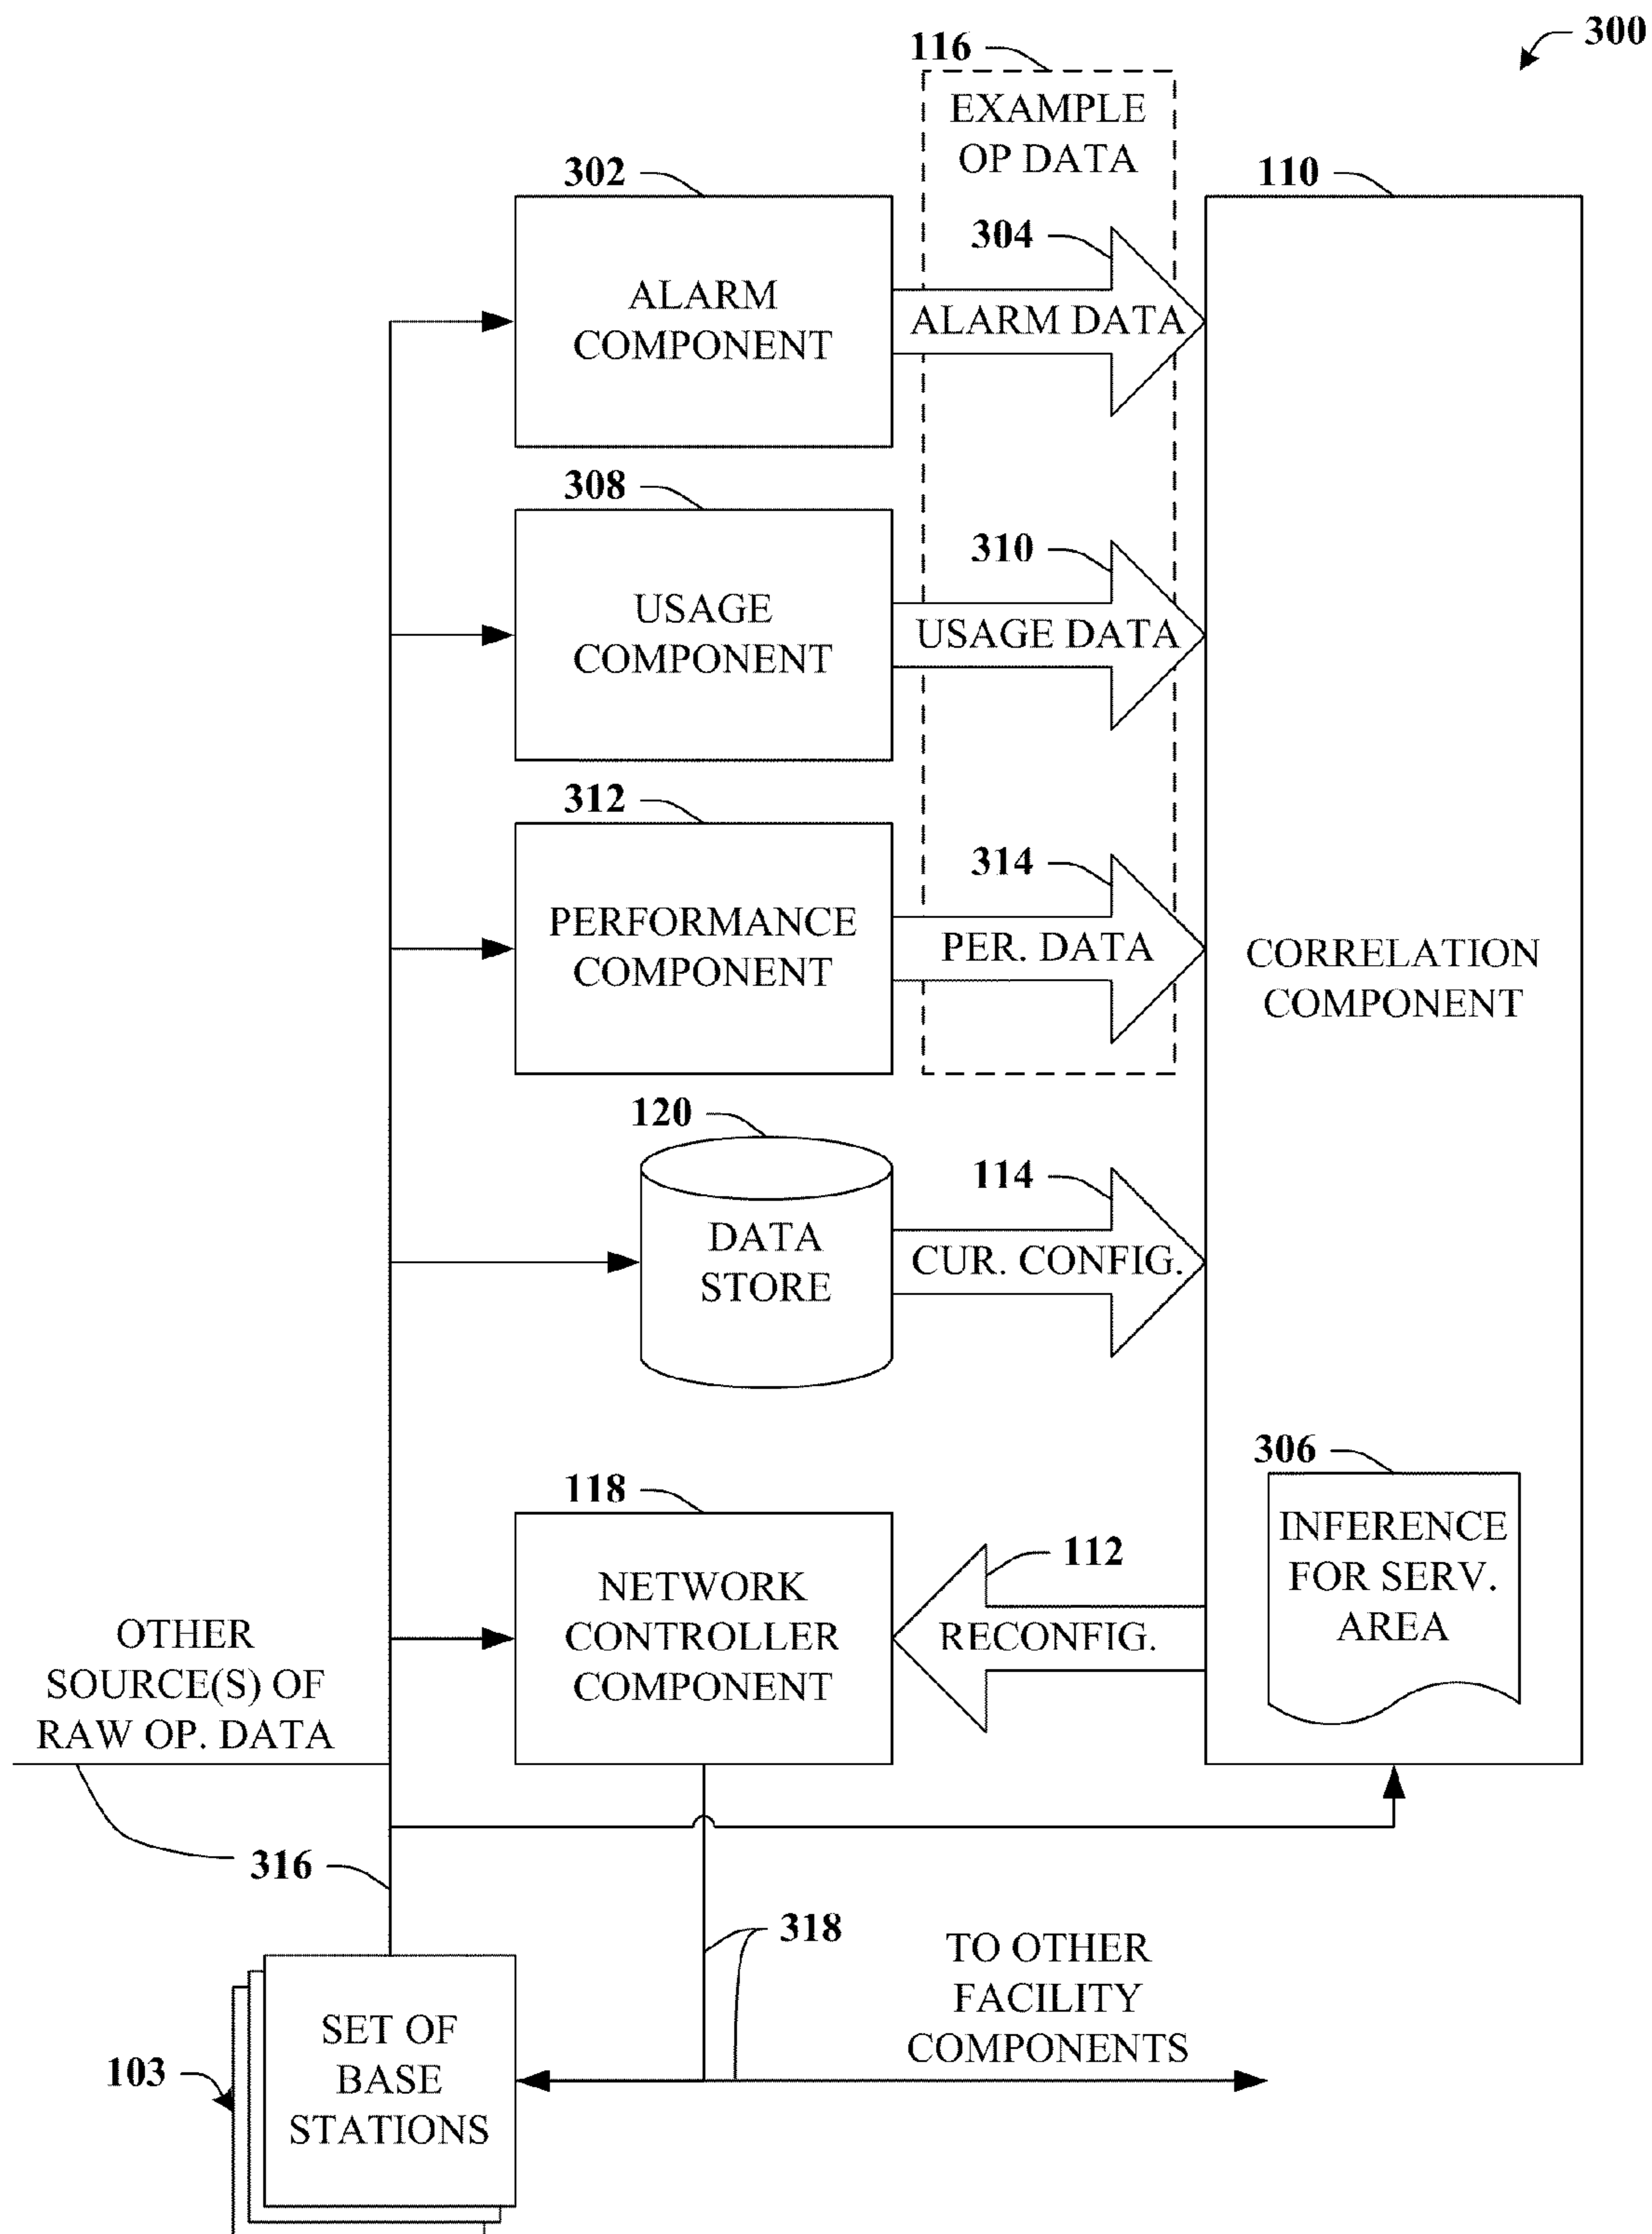 300
116
EXAMPLE
OP DATA
302
110
304
ALARM
COMPONENT
ALARM DATA
308
310
USAGE
COMPONENT
USAGE DATA
312
314
PERFORMANCE
COMPONENT
PER. DATA
CORRELATION
COMPONENT
120
114
DATA
STORE
CUR. CONFIG.
306
INFERENCE
FOR SERV.
AREA
118
112
NETWORK
CONTROLLER
COMPONENT
RECONFIG.
OTHER
SOURCE(S) OF
RAW OP. DATA
316
318
TO OTHER
FACILITY
COMPONENTS
SET OF
BASE
STATIONS
103